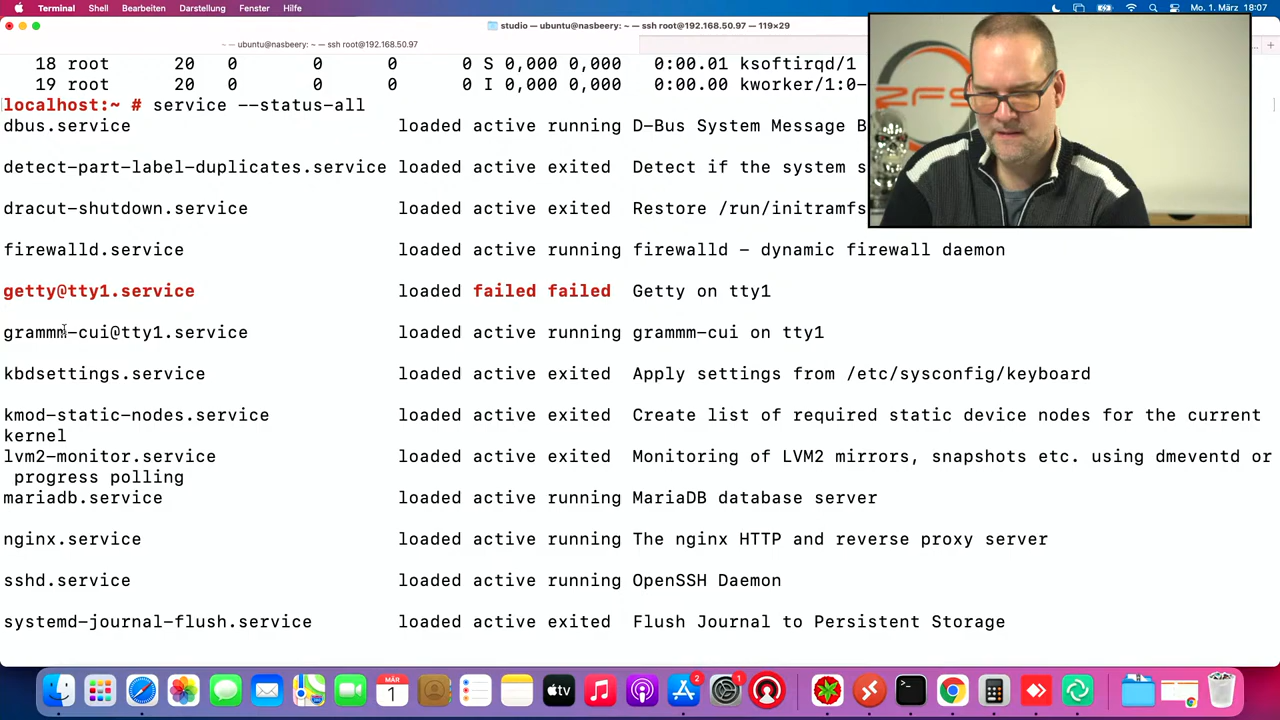 Terminal Shell Bearbeiten Darstellung Fenster Hilfe Mo. 1. März 18:07
studio — ubuntu@nasbeery: ~ — ssh root@192.168.50.97 — 119×29
~ — ubuntu@nasbeery: ~ — ssh root@192.168.50.97
18 root 20 0 0 0 0 S 0,000 0,000 0:00.01 ksoftirqd/1
19 root 20 0 0 0 0 I 0,000 0,000 0:00.00 kworker/1:0-
localhost:~ # service --status-all
dbus.service loaded active running D-Bus System Message B
detect-part-label-duplicates.service loaded active exited Detect if the system s
dracut-shutdown.service loaded active exited Restore /run/initramfs
firewalld.service loaded active running firewalld - dynamic firewall daemon
getty@tty1.service loaded failed failed Getty on tty1
grammm-cui@tty1.service loaded active running grammm-cui on tty1
kbdsettings.service loaded active exited Apply settings from /etc/sysconfig/keyboard
kmod-static-nodes.service loaded active exited Create list of required static device nodes for the current
kernel
lvm2-monitor.service loaded active exited Monitoring of LVM2 mirrors, snapshots etc. using dmeventd or
progress polling
mariadb.service loaded active running MariaDB database server
nginx.service loaded active running The nginx HTTP and reverse proxy server
sshd.service loaded active running OpenSSH Daemon
systemd-journal-flush.service loaded active exited Flush Journal to Persistent Storage
ZFS
MÄR
1
2
1
tv